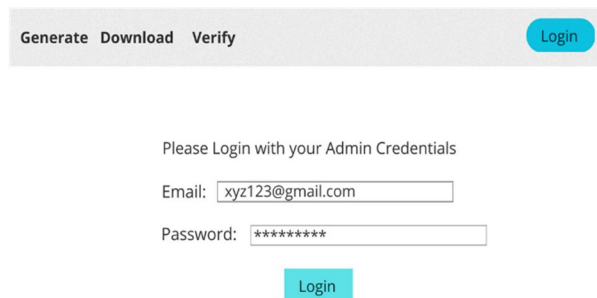 Generate Download Verify Login
Please Login with your Admin Credentials
Email: xyz123@gmail.com
Password: *********
Login